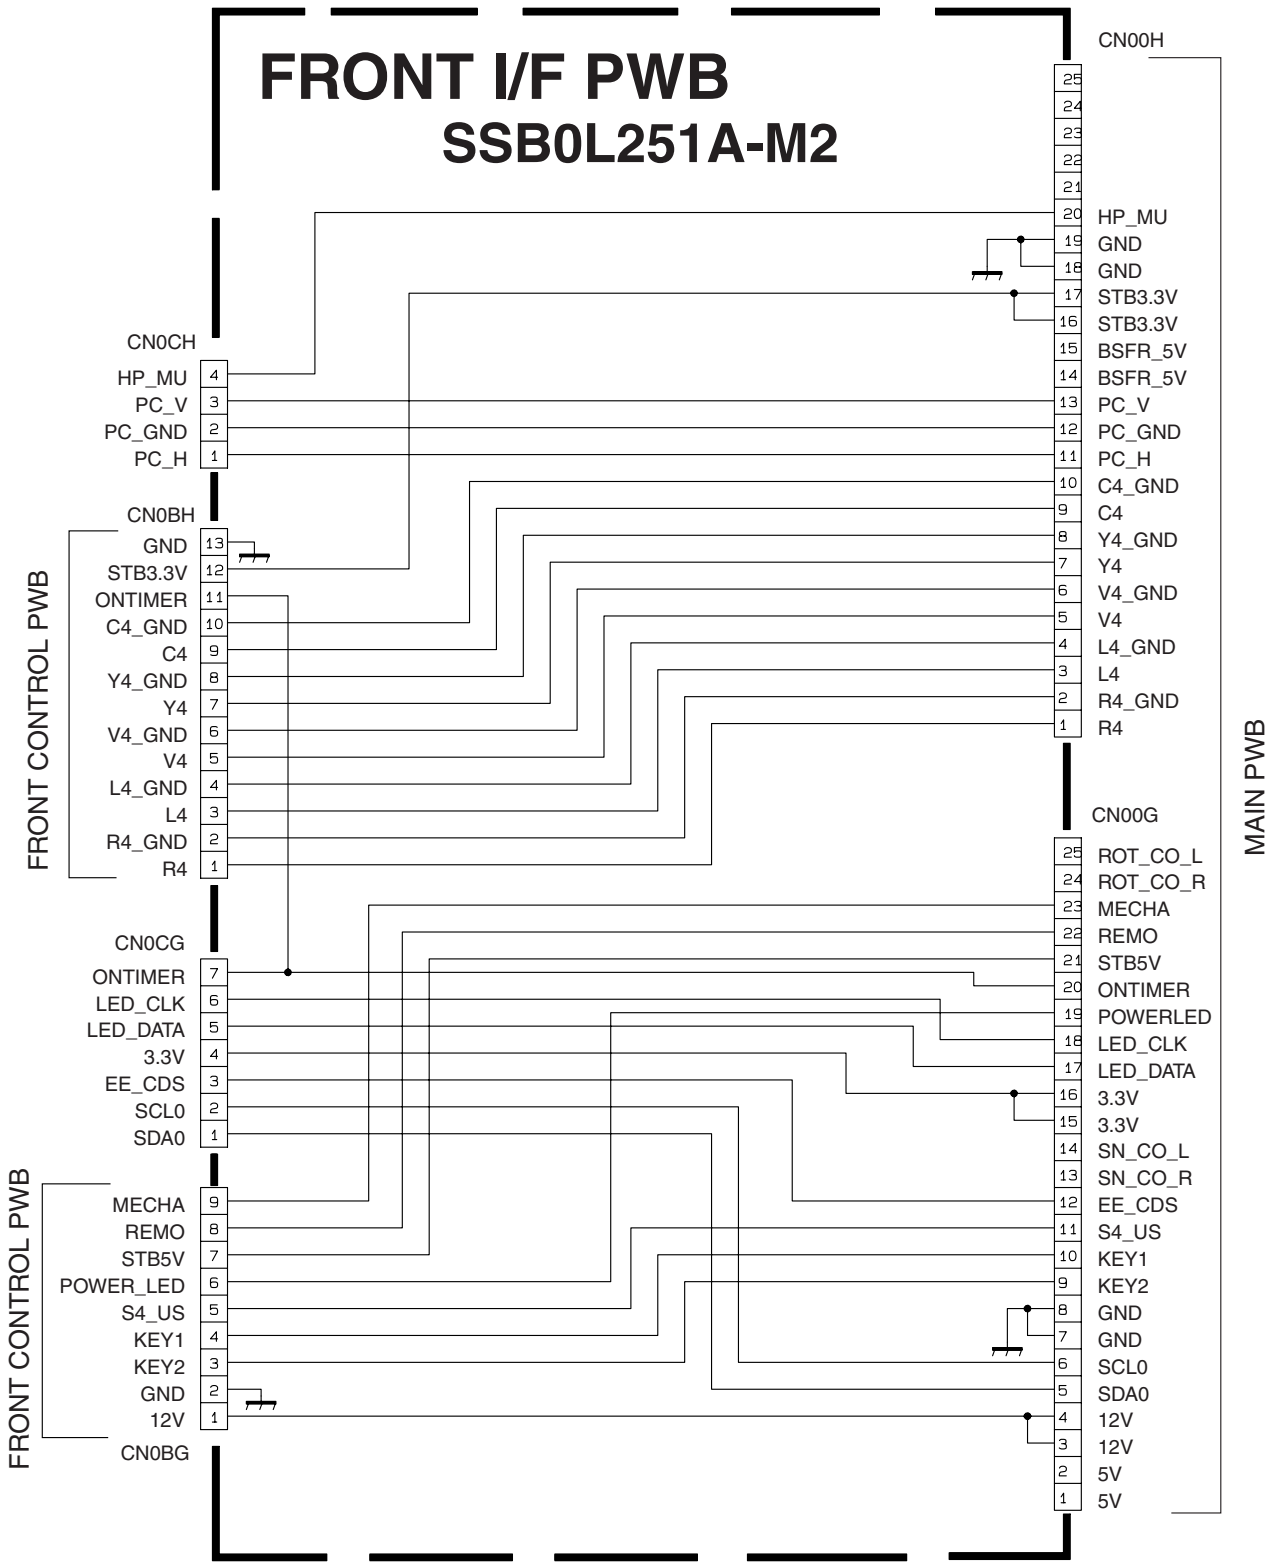 FRONT I/F PWB
SSB0L251A-M2
CN0CH
HP_MU 4
PC_V 3
PC_GND 2
PC_H 1
FRONT CONTROL PWB
CN0BH
GND 13
STB3.3V 12
ONTIMER 11
C4_GND 10
C4 9
Y4_GND 8
Y4 7
V4_GND 6
V4 5
L4_GND 4
L4 3
R4_GND 2
R4 1
CN0CG
ONTIMER 7
LED_CLK 6
LED_DATA 5
3.3V 4
EE_CDS 3
SCL0 2
SDA0 1
FRONT CONTROL PWB
MECHA 9
REMO 8
STB5V 7
POWER_LED 6
S4_US 5
KEY1 4
KEY2 3
GND 2
12V 1
CN0BG
CN00H
25
24
23
22
21
20 HP_MU
19 GND
18 GND
17 STB3.3V
16 STB3.3V
15 BSFR_5V
14 BSFR_5V
13 PC_V
12 PC_GND
11 PC_H
10 C4_GND
9 C4
8 Y4_GND
7 Y4
6 V4_GND
5 V4
4 L4_GND
3 L4
2 R4_GND
1 R4
MAIN PWB
CN00G
25 ROT_CO_L
24 ROT_CO_R
23 MECHA
22 REMO
21 STB5V
20 ONTIMER
19 POWERLED
18 LED_CLK
17 LED_DATA
16 3.3V
15 3.3V
14 SN_CO_L
13 SN_CO_R
12 EE_CDS
11 S4_US
10 KEY1
9 KEY2
8 GND
7 GND
6 SCL0
5 SDA0
4 12V
3 12V
2 5V
1 5V